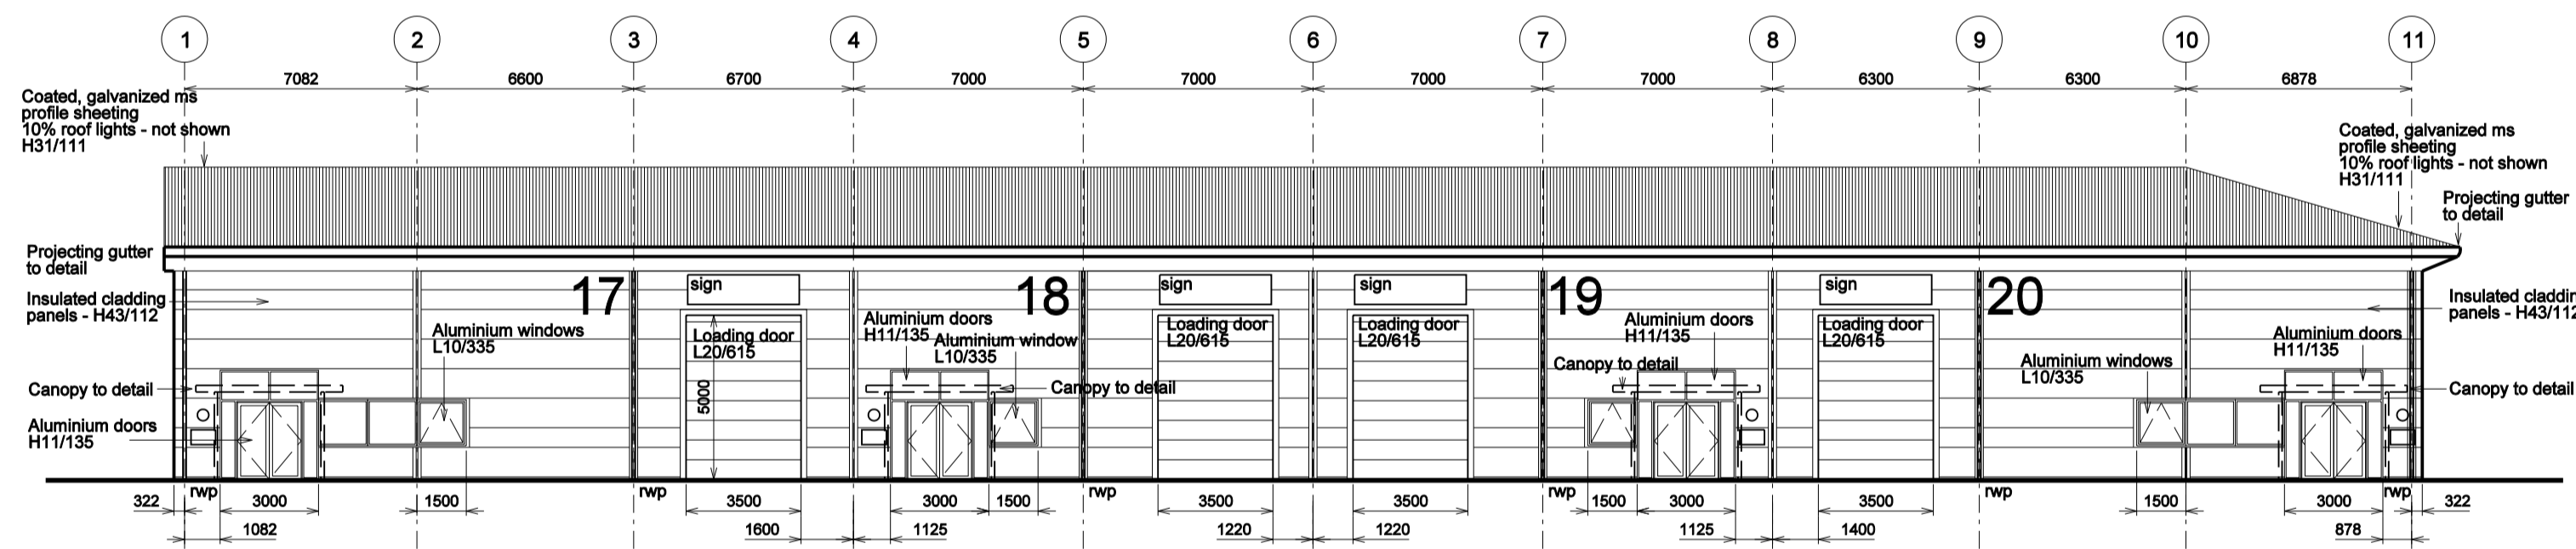 1 2 3 4 5 6 7 8 9 10 11
7082 6600 6700 7000 7000 7000 7000 6300 6300 6878
Coated, galvanized ms
profile sheeting
10% roof lights - not shown
H31/111
Coated, galvanized ms
profile sheeting
10% roof lights - not shown
H31/111
Projecting gutter
to detail
Projecting gutter
to detail
Insulated cladding
panels - H43/112
17
sign
18
sign
sign
19
sign
20
Insulated claddin
panels - H43/112
Aluminium windows
L10/335
Loading door
L20/615
5000
Aluminium doors
H11/135
Aluminium window
L10/335
Loading door
L20/615
Loading door
L20/615
Aluminium doors
H11/135
Loading door
L20/615
Aluminium doors
H11/135
Aluminium windows
L10/335
Canopy to detail
Canopy to detail
Canopy to detail
Canopy to detail
Aluminium doors
H11/135
rwp rwp rwp rwp rwp rwp
322 3000 1500 3500 3000 1500 3500 3500 1500 3000 3500 1500 3000 322
1082 1600 1125 1220 1220 1125 1400 878